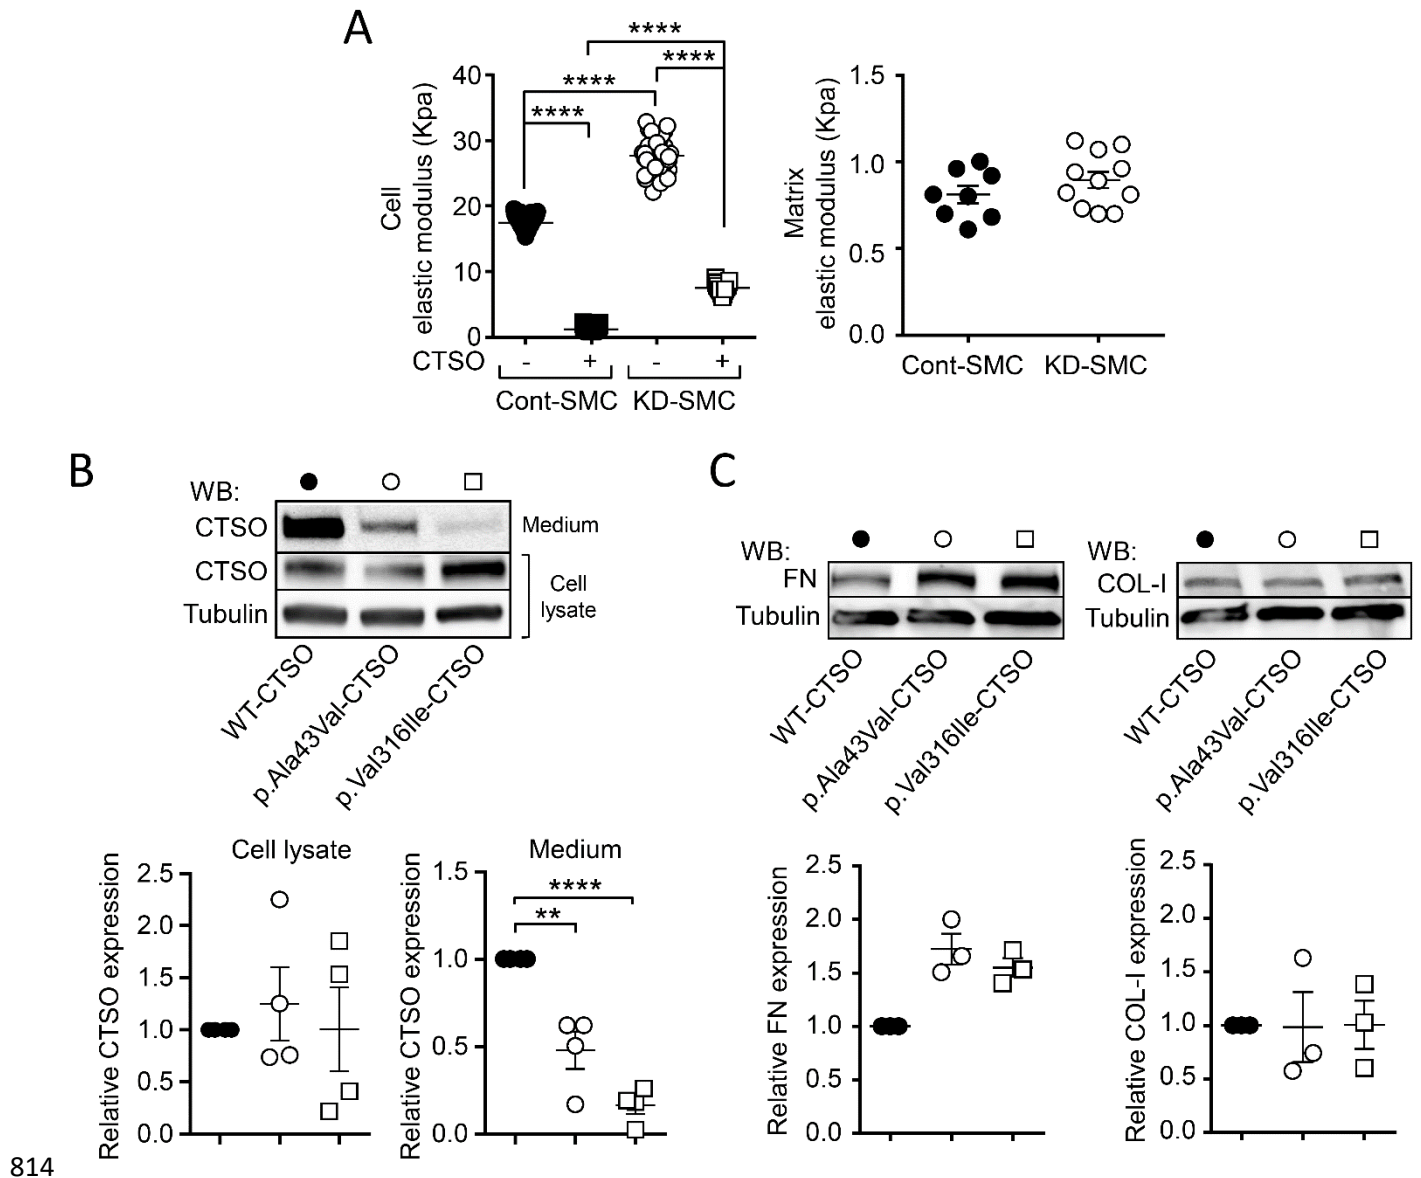 A
****
****
****
****
Cell
elastic modulus (Kpa)
40
30
20
10
0
CTSO - + - +
Cont-SMC KD-SMC
Matrix
elastic modulus (Kpa)
1.5
1.0
0.5
0.0
Cont-SMC KD-SMC
B
WB:
CTSO Medium
CTSO
Tubulin
Cell
lysate
WT-CTSO
p.Ala43Val-CTSO
p.Val316Ile-CTSO
Cell lysate
Relative CTSO expression
2.5
2.0
1.5
1.0
0.5
0.0
Medium
Relative CTSO expression
1.5
1.0
0.5
0.0
****
**
C
WB:
FN
Tubulin
WT-CTSO
p.Ala43Val-CTSO
p.Val316Ile-CTSO
WB:
COL-I
Tubulin
WT-CTSO
p.Ala43Val-CTSO
p.Val316Ile-CTSO
Relative FN expression
2.5
2.0
1.5
1.0
0.5
0.0
Relative COL-I expression
2.5
2.0
1.5
1.0
0.5
0.0
814